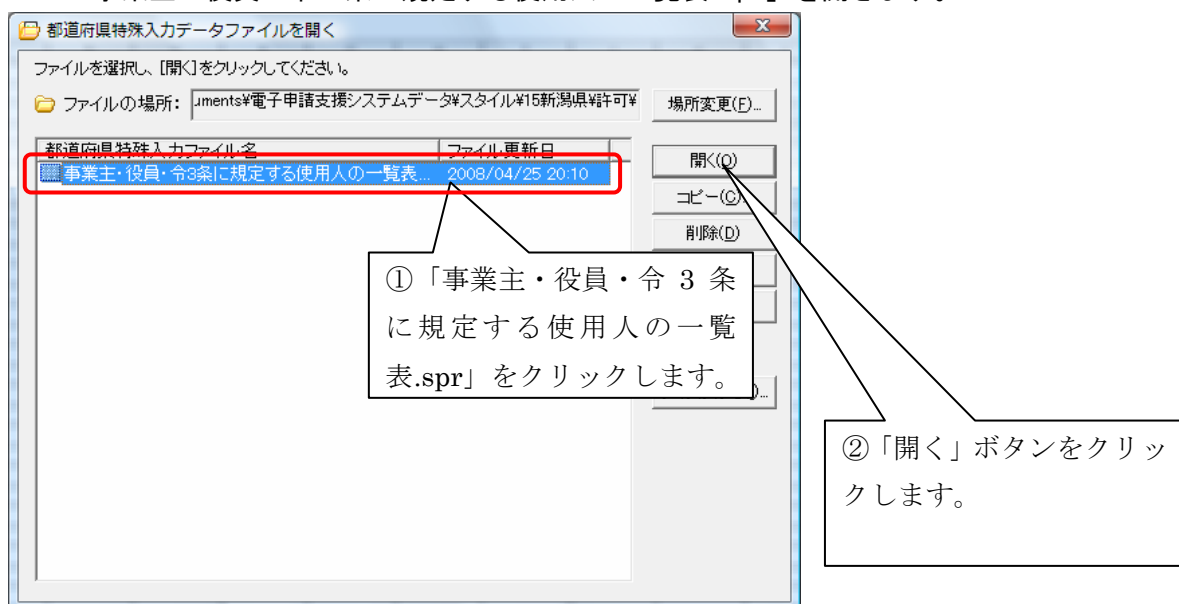 都道府県特殊入力データファイルを開く
ファイルを選択し、[開く]をクリックしてください。
ファイルの場所: uments¥電子申請支援システムデータ¥スタイル¥15新潟県¥許可¥
場所変更(F)...
都道府県特殊入力ファイル名 ファイル更新日
開く(O)
事業主・役員・令3条に規定する使用人の一覧表... 2008/04/25 20:10
コピー(C)
削除(D)
①「事業主・役員・令 3 条
に規定する使用人の一覧
表.spr」をクリックします。
②「開く」ボタンをクリッ
クします。